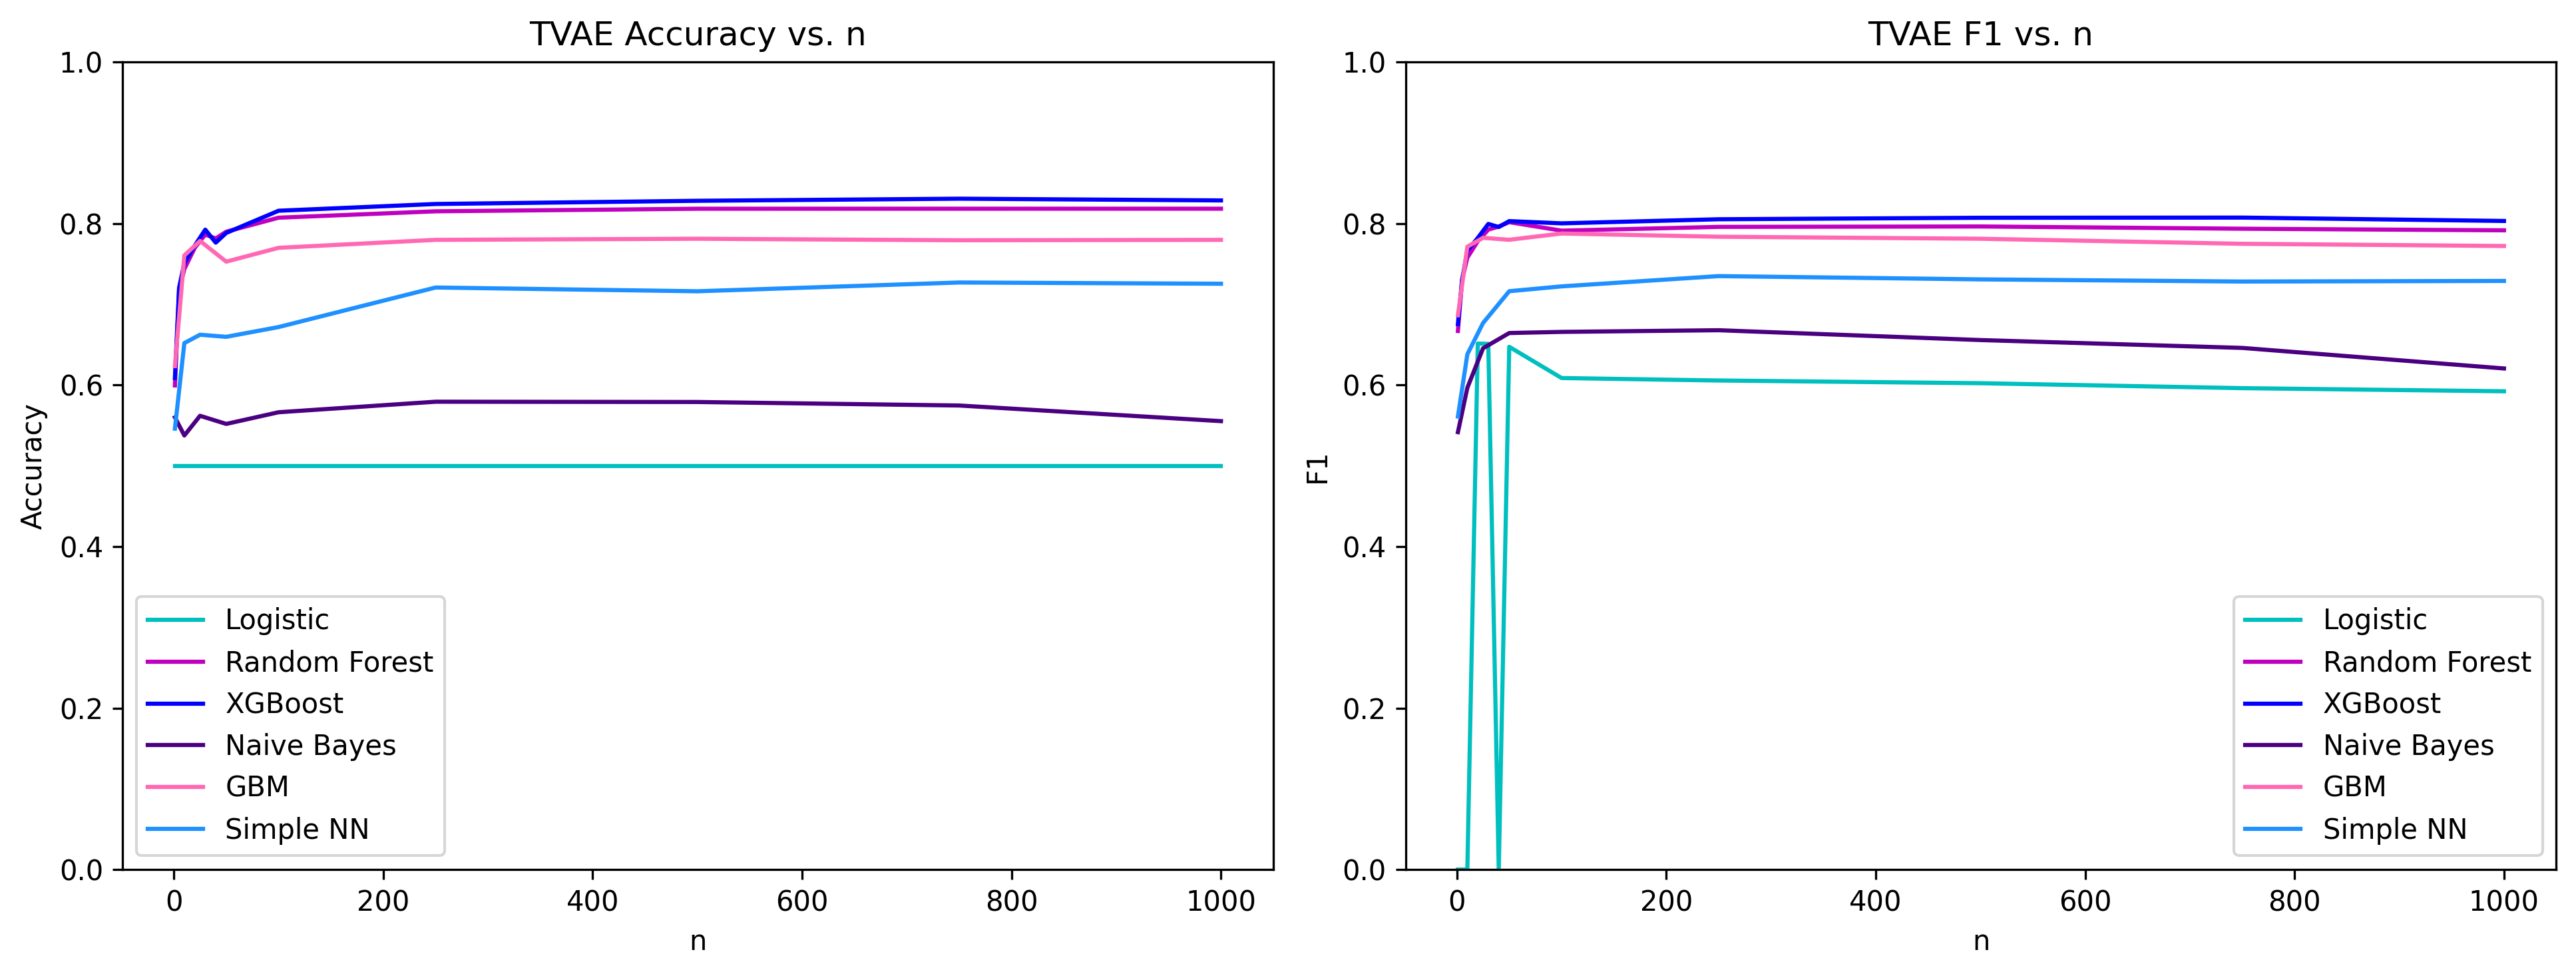 TVAE Accuracy vs. n
1.0
0.8
0.6
0.4
0.2
0.0
Accuracy
Logistic
Random Forest
XGBoost
Naive Bayes
GBM
Simple NN
0 200 400 600 800 1000
n
TVAE F1 vs. n
1.0
0.8
0.6
0.4
0.2
0.0
F1
Logistic
Random Forest
XGBoost
Naive Bayes
GBM
Simple NN
0 200 400 600 800 1000
n